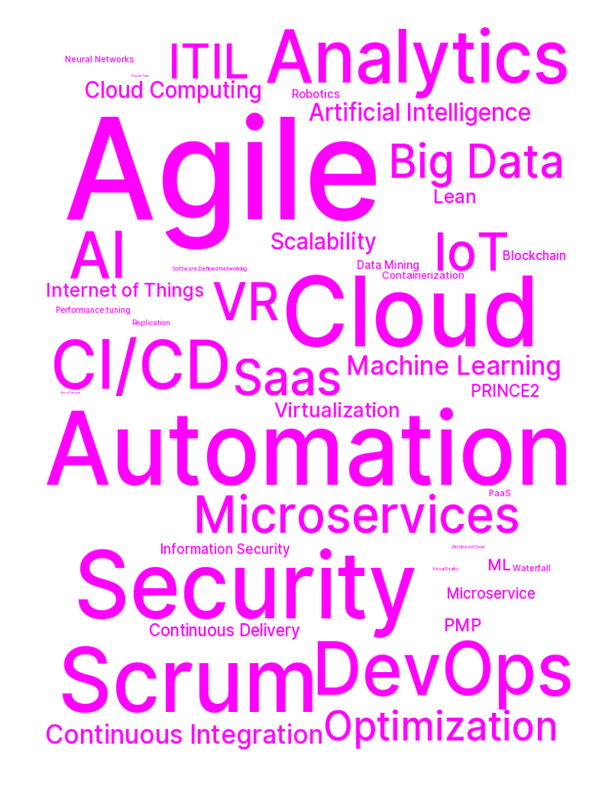 Analytics
ITIL
Neural Networks
Cloud Computing
Robotics
Artificial Intelligence
Agile
Big Data
Lean
AI
Scalability
IoT
Blockchain
Software Defined Networking
Data Mining
Containerization
Internet of Things
VR
Cloud
Performance tuning
Replication
CI/CD
Saas
Machine Learning
PRINCE2
Virtualization
Automation
PaaS
Microservices
Information Security
Distributed Cloud
Security
ML
Waterfall
Virtual Reality
Microservice
Continuous Delivery
PMP
Scrum
DevOps
Continuous Integration
Optimization